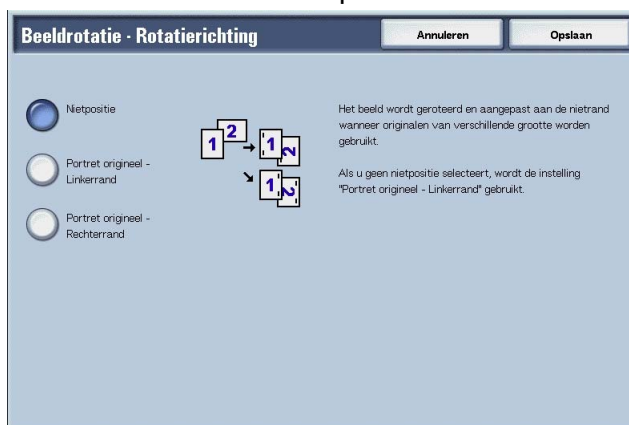 Beeldrotatie - Rotatierichting
Annuleren
Opslaan
Nietpositie
Portret origineel -
Linkerrand
Portret origineel -
Rechterrand
1 2
1 2
1 2
Het beeld wordt geroteerd en aangepast aan de nietrand
wanneer originalen van verschillende grootte worden
gebruikt.
Als u geen nietpositie selecteert, wordt de instelling
"Portret origineel - Linkerrand" gebruikt.